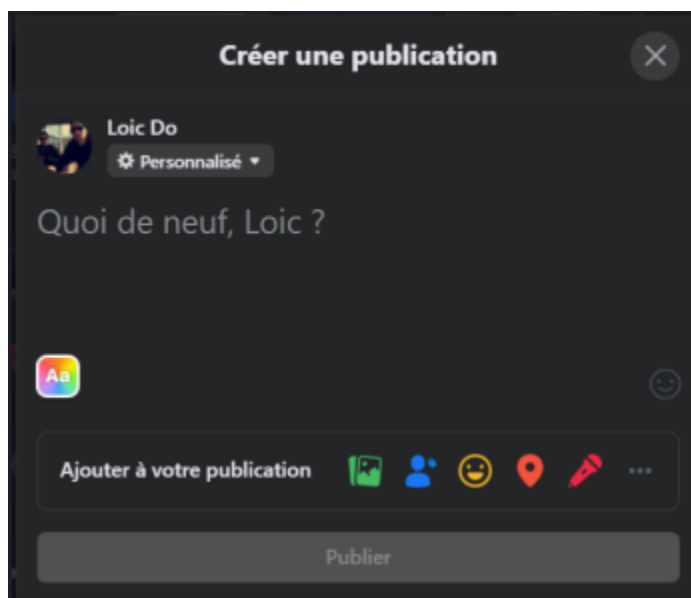 Créer une publication
Loic Do
Personnalisé
Quoi de neuf, Loic ?
Aa
Ajouter à votre publication
Publier